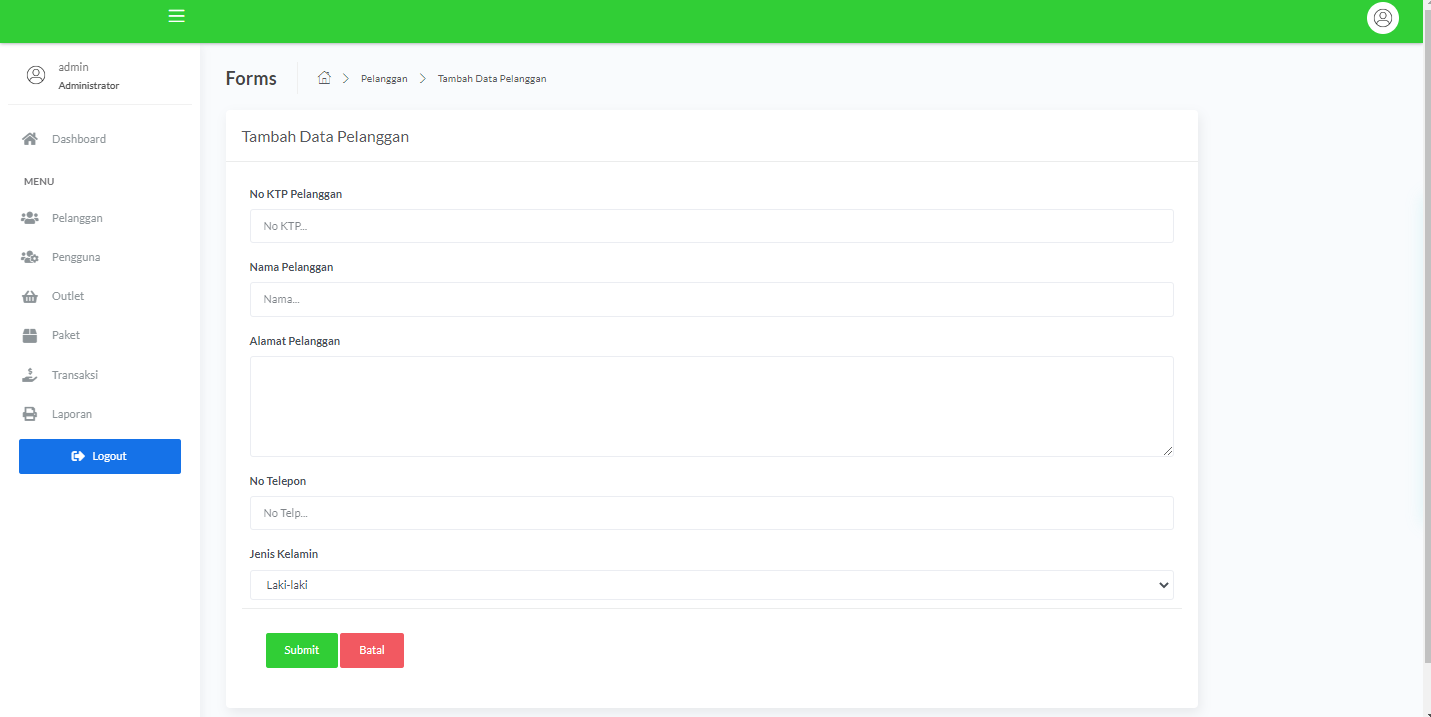 admin
Administrator
Dashboard
MENU
Pelanggan
Pengguna
Outlet
Paket
Transaksi
Laporan
Logout
Forms
Pelanggan
Tambah Data Pelanggan
Tambah Data Pelanggan
No KTP Pelanggan
No KTP...
Nama Pelanggan
Nama...
Alamat Pelanggan
No Telepon
No Telp...
Jenis Kelamin
Laki-laki
Submit
Batal